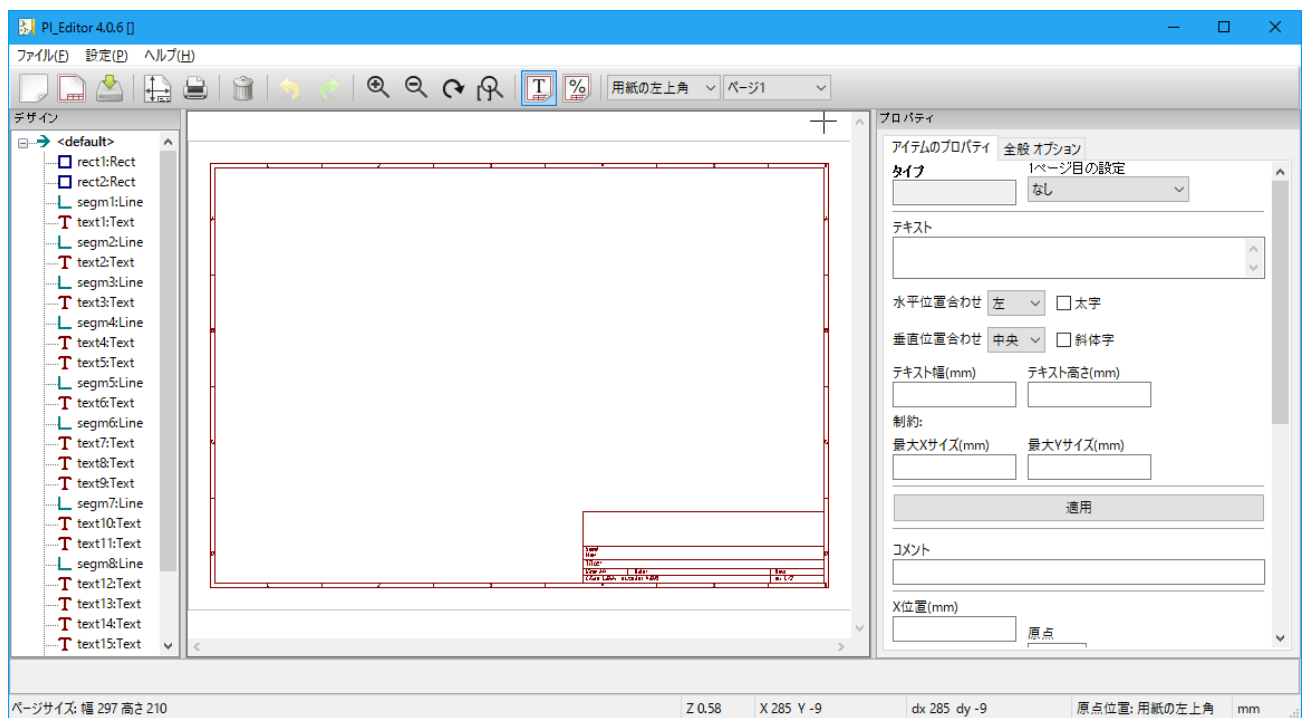 Pl_Editor 4.0.6 []
ファイル(F) 設定(P) ヘルプ(H)
用紙の左上角 ページ1
デザイン
<default>
rect1:Rect
rect2:Rect
segm1:Line
text1:Text
segm2:Line
text2:Text
segm3:Line
text3:Text
segm4:Line
text4:Text
text5:Text
segm5:Line
text6:Text
segm6:Line
text7:Text
text8:Text
text9:Text
segm7:Line
text10:Text
text11:Text
segm8:Line
text12:Text
text13:Text
text14:Text
text15:Text
プロパティ
アイテムのプロパティ 全般 オプション
タイプ 1ページ目の設定
なし
テキスト
水平位置合わせ 左 太字
垂直位置合わせ 中央 斜体字
テキスト幅(mm) テキスト高さ(mm)
制約:
最大Xサイズ(mm) 最大Yサイズ(mm)
適用
コメント
X位置(mm)
原点
ページサイズ: 幅 297 高さ 210 Z 0.58 X 285 Y -9 dx 285 dy -9 原点位置: 用紙の左上角 mm